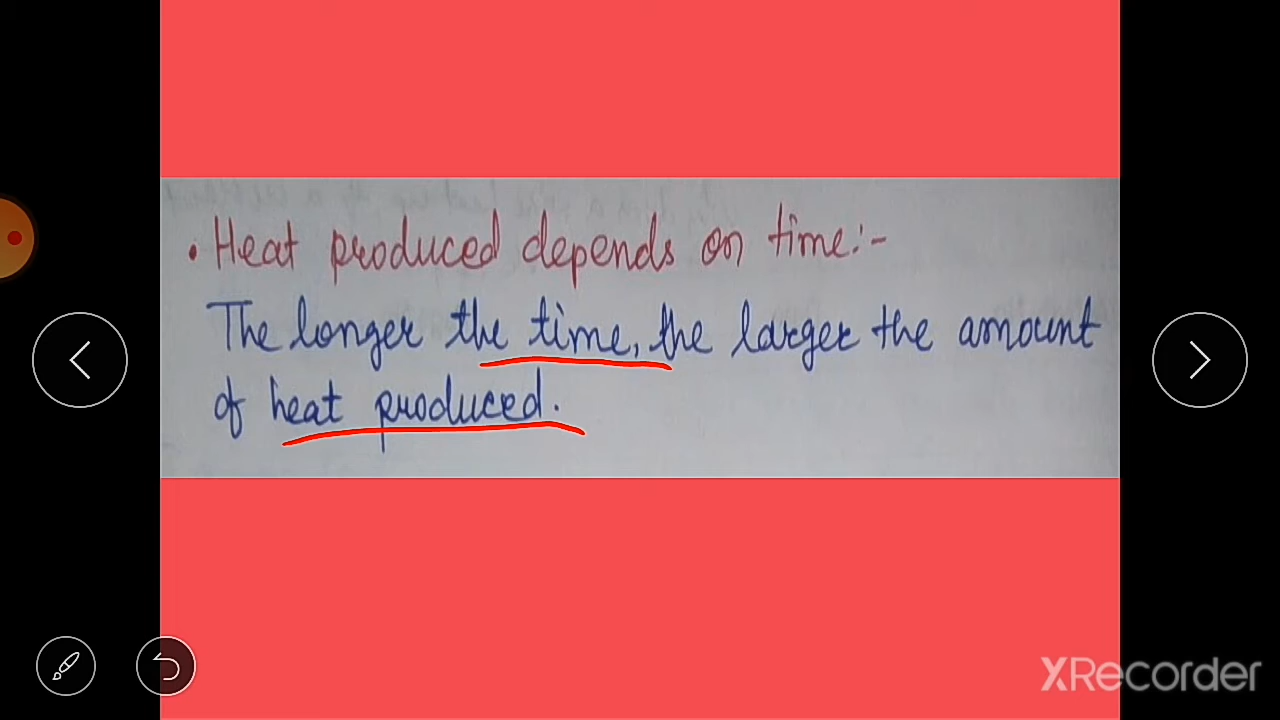 • Heat produced depends on time:-
The longer the time, the larger the amount
of heat produced.
XRecorder